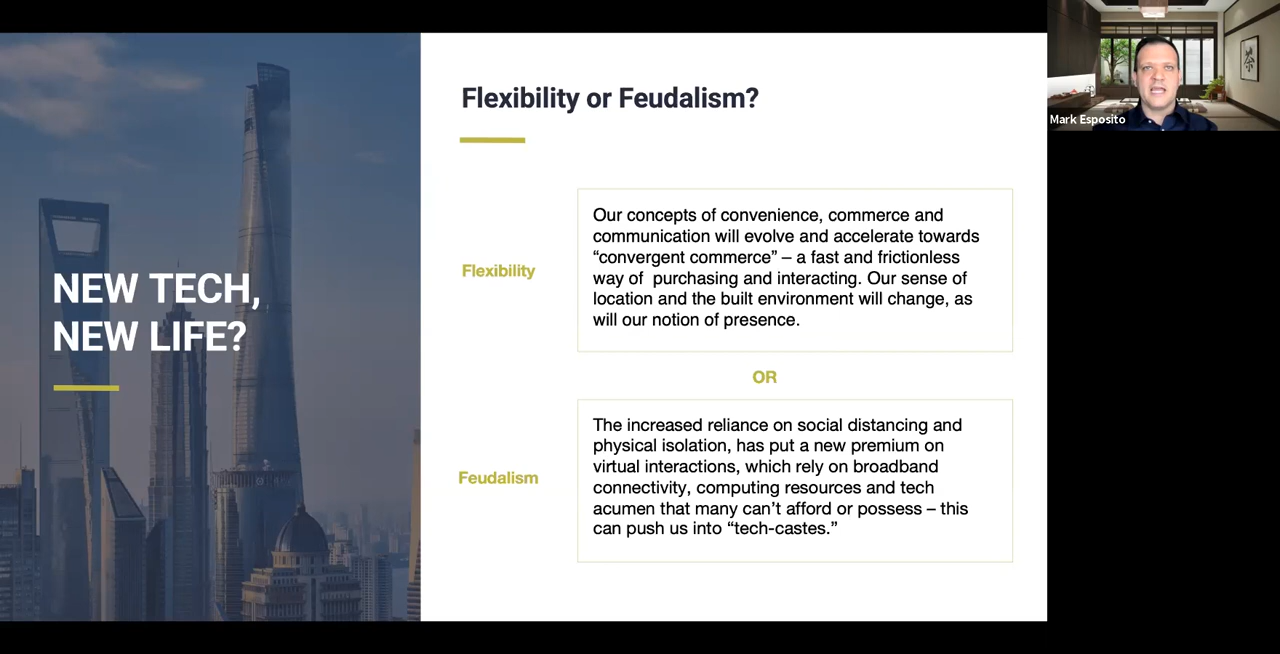 NEW TECH,
NEW LIFE?
Flexibility or Feudalism?
Flexibility
Our concepts of convenience, commerce and
communication will evolve and accelerate towards
“convergent commerce” – a fast and frictionless
way of  purchasing and interacting. Our sense of
location and the built environment will change, as
will our notion of presence.
OR
Feudalism
The increased reliance on social distancing and
physical isolation, has put a new premium on
virtual interactions, which rely on broadband
connectivity, computing resources and tech
acumen that many can’t afford or possess – this
can push us into “tech-castes.”
Mark Esposito